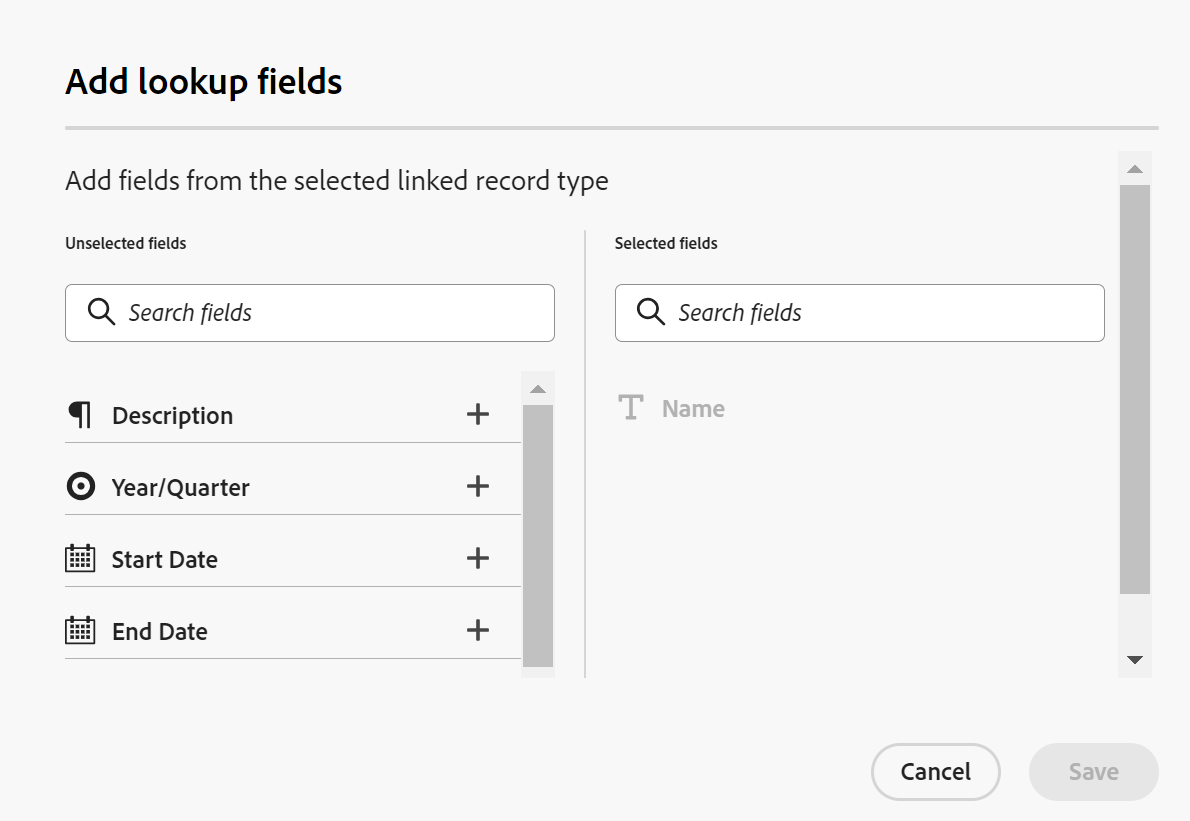 Add lookup fields
Add fields from the selected linked record type
Unselected fields
Search fields
Description
Year/Quarter
Start Date
End Date
Selected fields
Search fields
Name
Cancel
Save